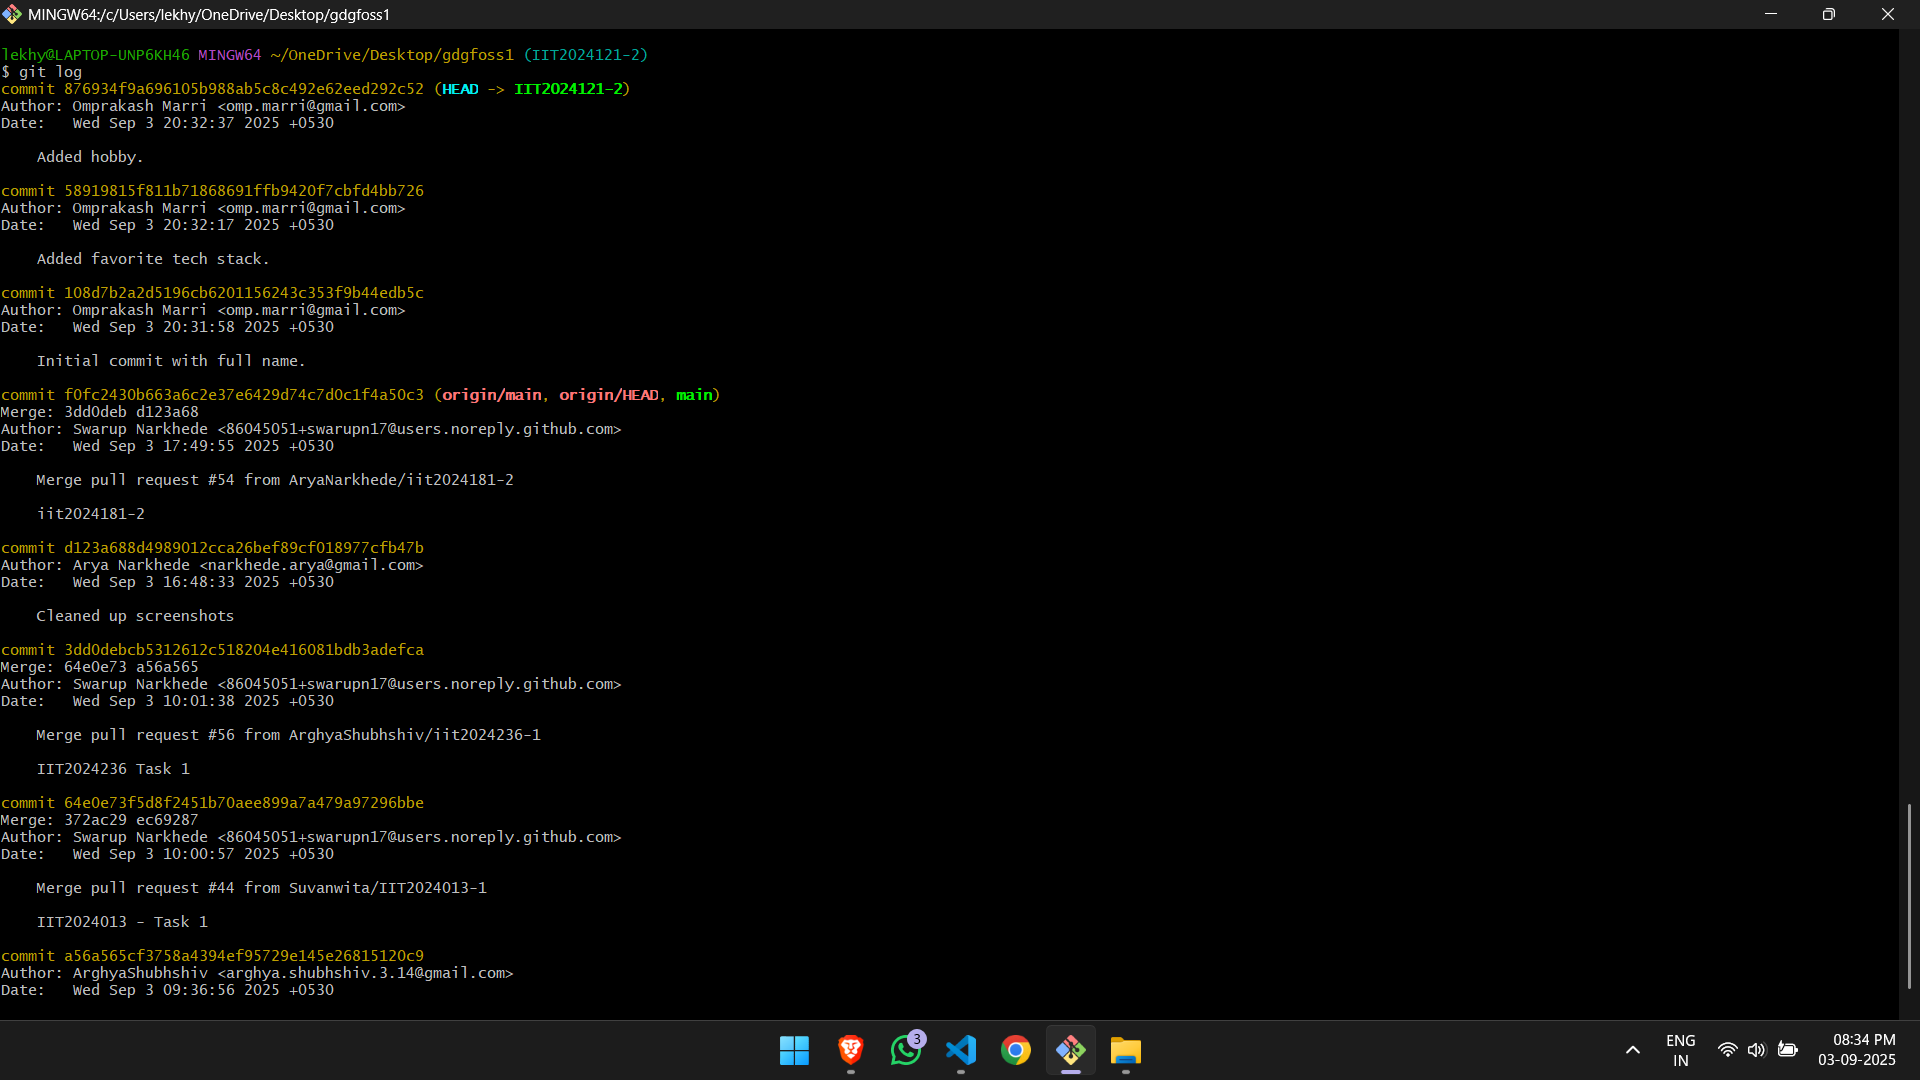 MINGW64:/c/Users/lekhy/OneDrive/Desktop/gdgfoss1
lekhy@LAPTOP-UNP6KH46 MINGW64 ~/OneDrive/Desktop/gdgfoss1 (IIT2024121-2)
$ git log
commit 876934f9a696105b988ab5c8c492e62eed292c52 (HEAD -> IIT2024121-2)
Author: Omprakash Marri <omp.marri@gmail.com>
Date:   Wed Sep 3 20:32:37 2025 +0530
    Added hobby.
commit 58919815f811b71868691ffb9420f7cbfd4bb726
Author: Omprakash Marri <omp.marri@gmail.com>
Date:   Wed Sep 3 20:32:17 2025 +0530
    Added favorite tech stack.
commit 108d7b2a2d5196cb6201156243c353f9b44edb5c
Author: Omprakash Marri <omp.marri@gmail.com>
Date:   Wed Sep 3 20:31:58 2025 +0530
    Initial commit with full name.
commit f0fc2430b663a6c2e37e6429d74c7d0c1f4a50c3 (origin/main, origin/HEAD, main)
Merge: 3dd0deb d123a68
Author: Swarup Narkhede <86045051+swarupn17@users.noreply.github.com>
Date:   Wed Sep 3 17:49:55 2025 +0530
    Merge pull request #54 from AryaNarkhede/iit2024181-2
    iit2024181-2
commit d123a688d4989012cca26bef89cf018977cfb47b
Author: Arya Narkhede <narkhede.arya@gmail.com>
Date:   Wed Sep 3 16:48:33 2025 +0530
    Cleaned up screenshots
commit 3dd0debcb5312612c518204e416081bdb3adefca
Merge: 64e0e73 a56a565
Author: Swarup Narkhede <86045051+swarupn17@users.noreply.github.com>
Date:   Wed Sep 3 10:01:38 2025 +0530
    Merge pull request #56 from ArghyaShubhshiv/iit2024236-1
    IIT2024236 Task 1
commit 64e0e73f5d8f2451b70aee899a7a479a97296bbe
Merge: 372ac29 ec69287
Author: Swarup Narkhede <86045051+swarupn17@users.noreply.github.com>
Date:   Wed Sep 3 10:00:57 2025 +0530
    Merge pull request #44 from Suvanwita/IIT2024013-1
    IIT2024013 - Task 1
commit a56a565cf3758a4394ef95729e145e26815120c9
Author: ArghyaShubhshiv <arghya.shubhshiv.3.14@gmail.com>
Date:   Wed Sep 3 09:36:56 2025 +0530
3
ENG
IN
08:34 PM
03-09-2025